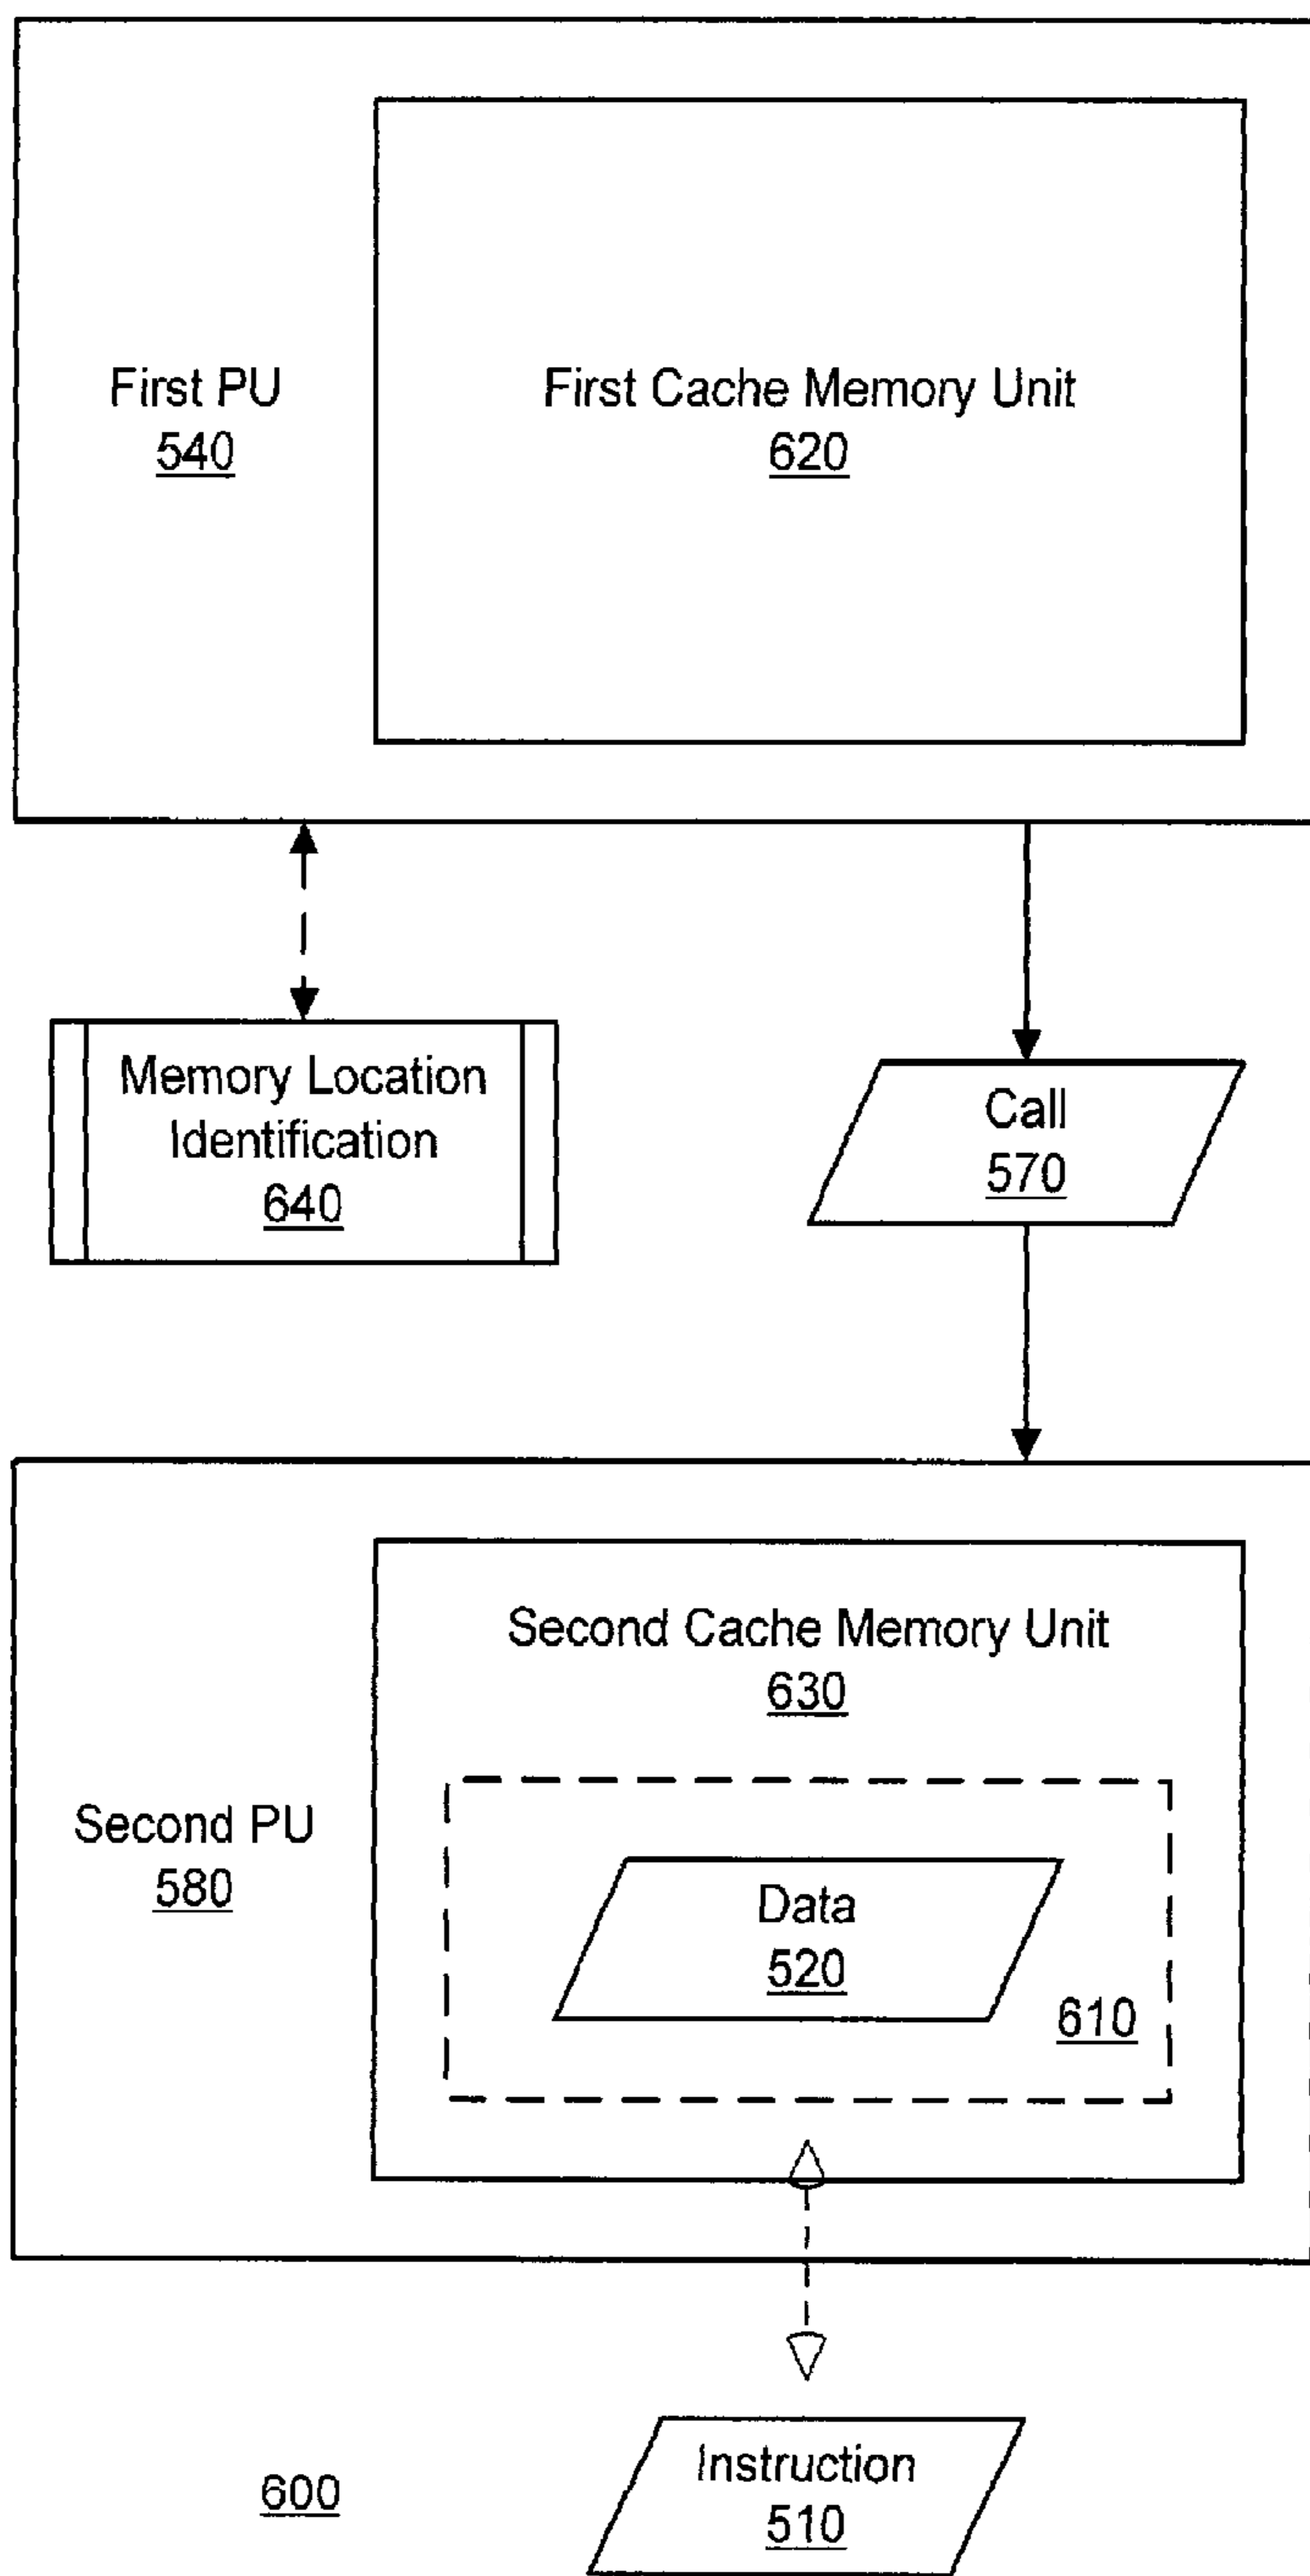 First PU
540
First Cache Memory Unit
620
Memory Location
Identification
640
Call
570
Second Cache Memory Unit
630
Second PU
580
Data
520
610
600
Instruction
510